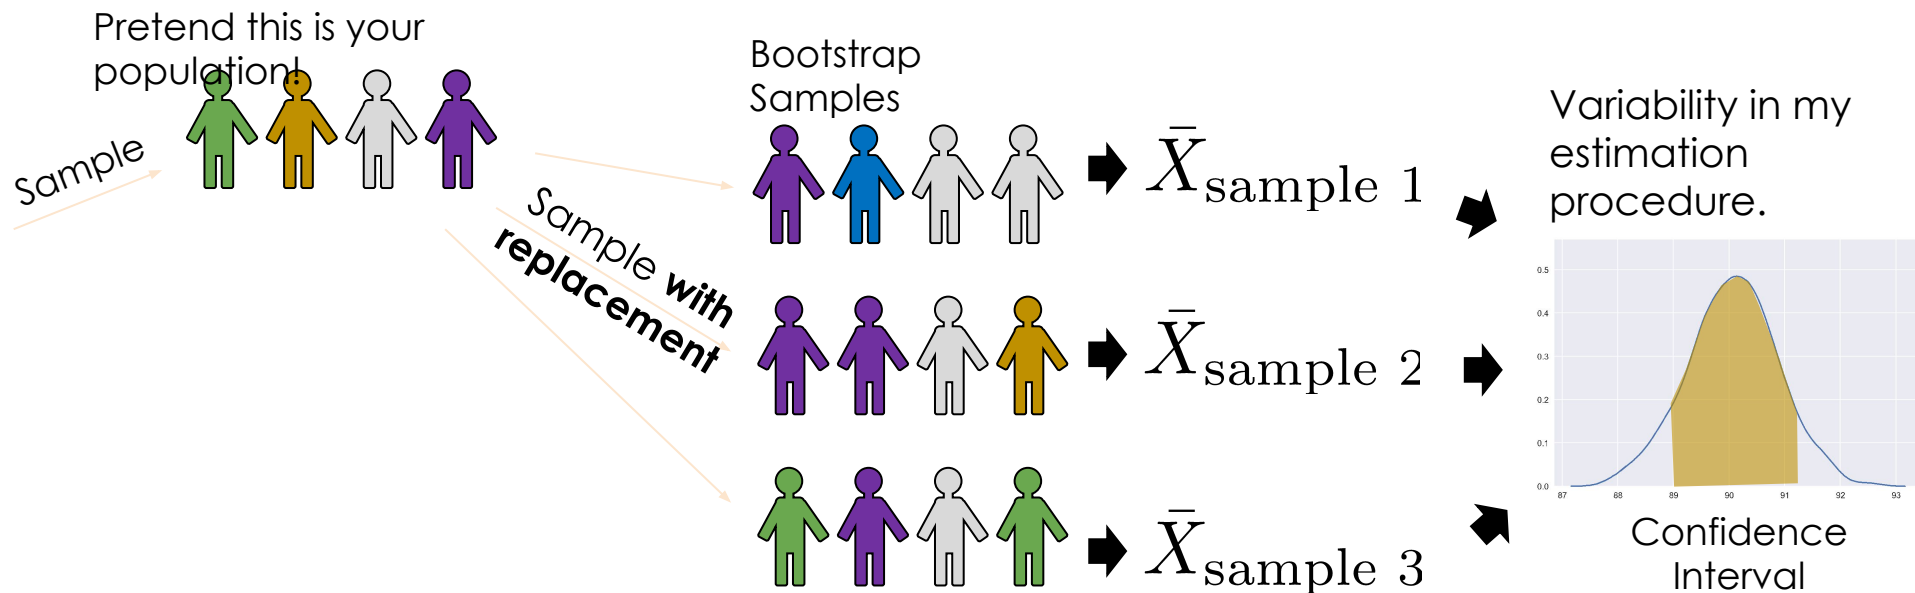 Pretend this is your
population!
Sample
Sample with
replacement
Bootstrap
Samples
X̄ sample 1
X̄ sample 2
X̄ sample 3
Variability in my
estimation
procedure.
0.5
0.4
0.3
0.2
0.1
0.0
87 88 89 90 91 92 93
Confidence
Interval